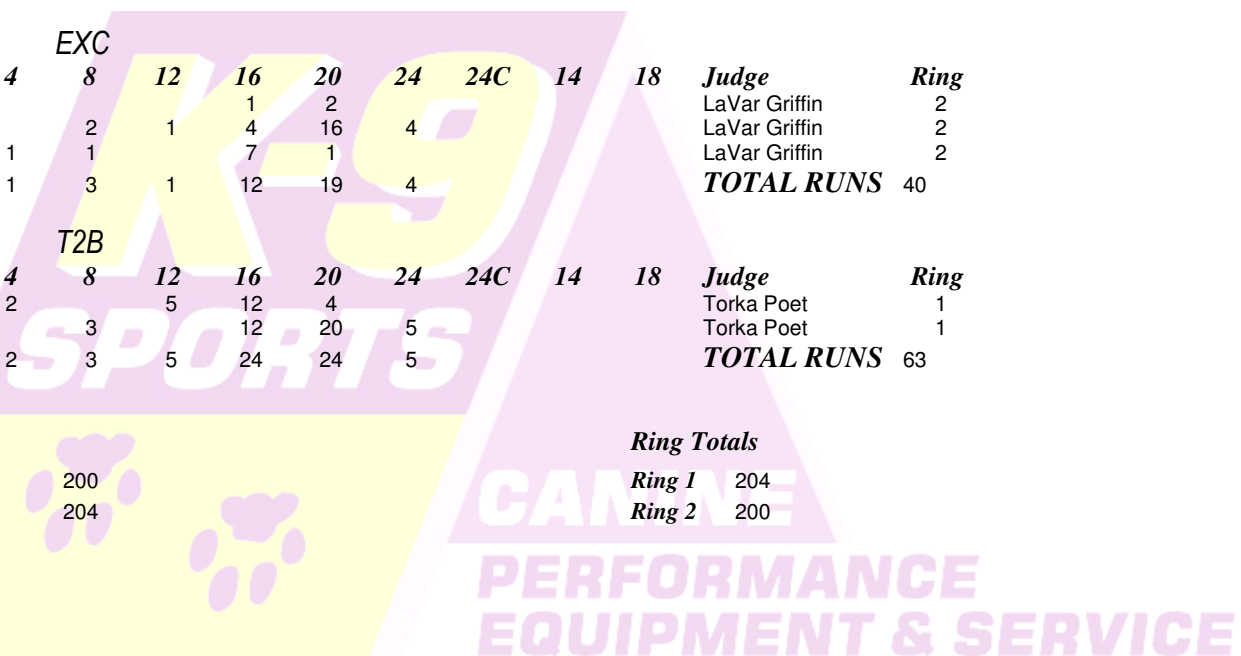 EXC
4 8 12 16 20 24 24C 14 18 Judge Ring
1 2 LaVar Griffin 2
2 1 4 16 4 LaVar Griffin 2
1 1 7 1 LaVar Griffin 2
1 3 1 12 19 4 TOTAL RUNS 40
T2B
4 8 12 16 20 24 24C 14 18 Judge Ring
2 5 12 4 Torka Poet 1
3 12 20 5 Torka Poet 1
2 3 5 24 24 5 TOTAL RUNS 63
Ring Totals
200 Ring 1 204
204 Ring 2 200
K-9
SPORTS
CANINE
PERFORMANCE
EQUIPMENT & SERVICE